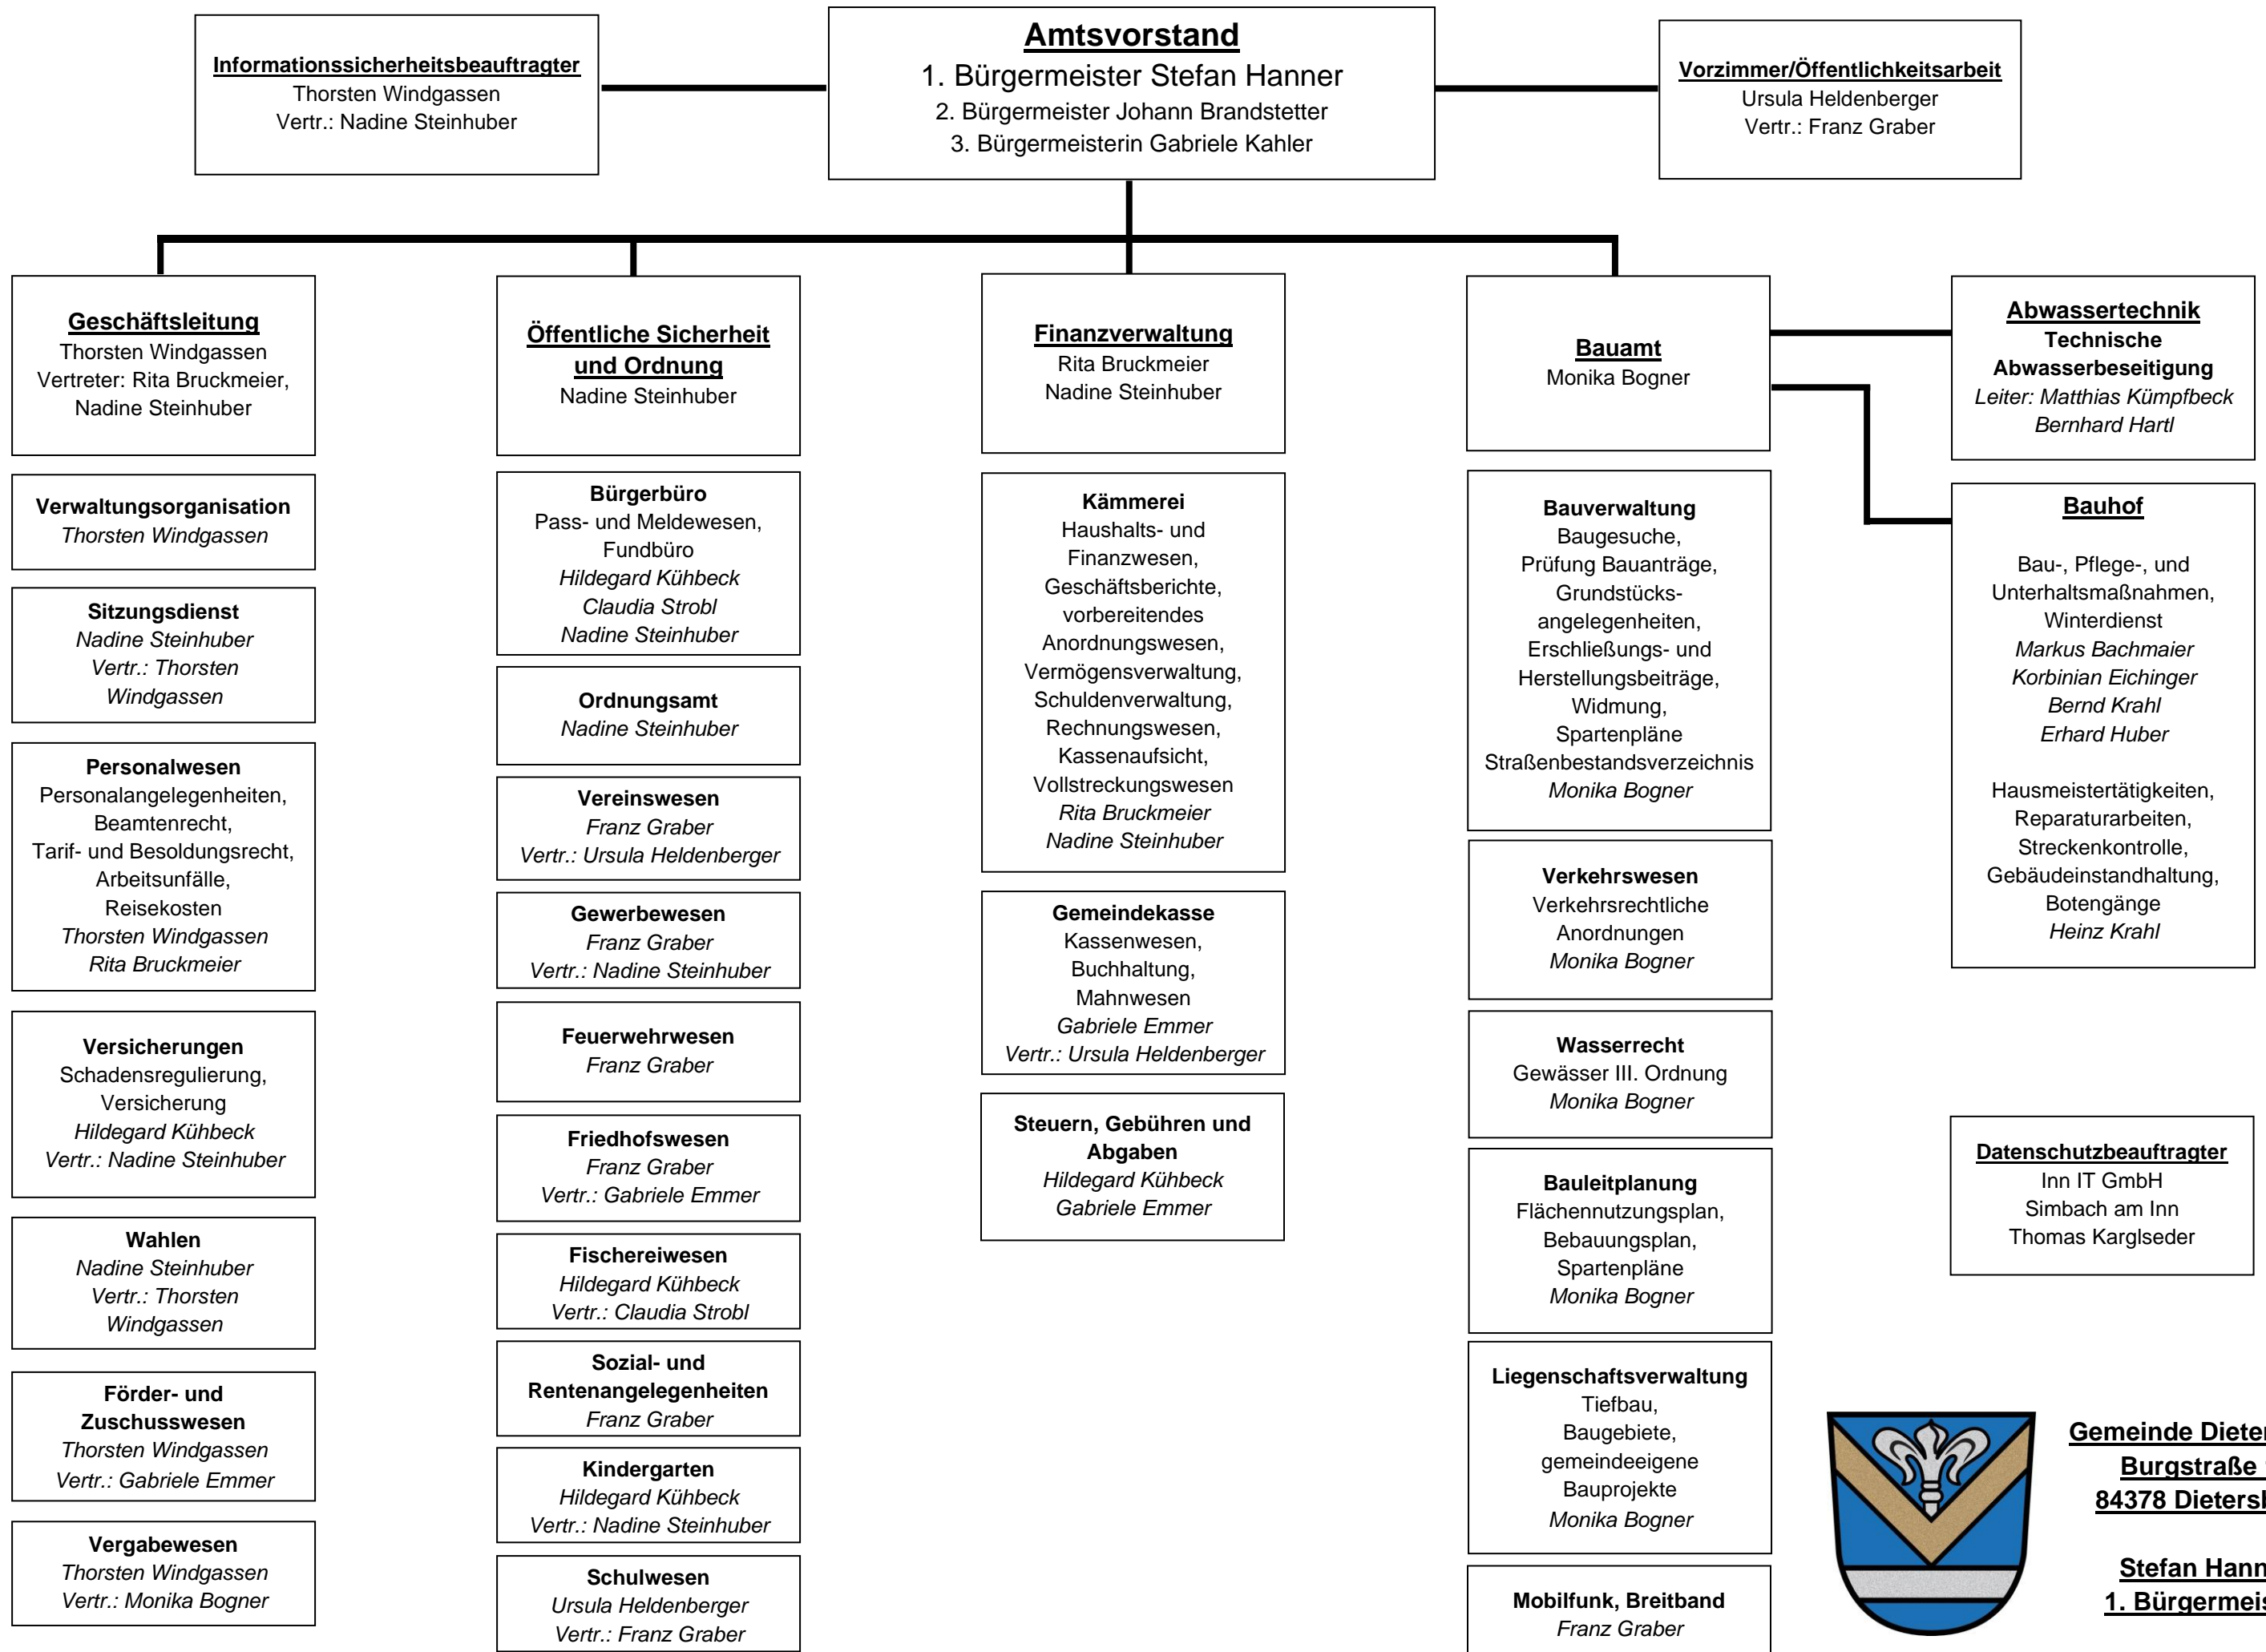 Informationssicherheitsbeauftragter
Thorsten Windgassen
Vertr.: Nadine Steinhuber
Amtsvorstand
1. Bürgermeister Stefan Hanner
2. Bürgermeister Johann Brandstetter
3. Bürgermeisterin Gabriele Kahler
Vorzimmer/Öffentlichkeitsarbeit
Ursula Heldenberger
Vertr.: Franz Graber
Geschäftsleitung
Thorsten Windgassen
Vertreter: Rita Bruckmeier,
Nadine Steinhuber
Verwaltungsorganisation
Thorsten Windgassen
Sitzungsdienst
Nadine Steinhuber
Vertr.: Thorsten
Windgassen
Personalwesen
Personalangelegenheiten,
Beamtenrecht,
Tarif- und Besoldungsrecht,
Arbeitsunfälle,
Reisekosten
Thorsten Windgassen
Rita Bruckmeier
Versicherungen
Schadensregulierung,
Versicherung
Hildegard Kühbeck
Vertr.: Nadine Steinhuber
Wahlen
Nadine Steinhuber
Vertr.: Thorsten
Windgassen
Förder- und
Zuschusswesen
Thorsten Windgassen
Vertr.: Gabriele Emmer
Vergabewesen
Thorsten Windgassen
Vertr.: Monika Bogner
Öffentliche Sicherheit
und Ordnung
Nadine Steinhuber
Bürgerbüro
Pass- und Meldewesen,
Fundbüro
Hildegard Kühbeck
Claudia Strobl
Nadine Steinhuber
Ordnungsamt
Nadine Steinhuber
Vereinswesen
Franz Graber
Vertr.: Ursula Heldenberger
Gewerbewesen
Franz Graber
Vertr.: Nadine Steinhuber
Feuerwehrwesen
Franz Graber
Friedhofswesen
Franz Graber
Vertr.: Gabriele Emmer
Fischereiwesen
Hildegard Kühbeck
Vertr.: Claudia Strobl
Sozial- und
Rentenangelegenheiten
Franz Graber
Kindergarten
Hildegard Kühbeck
Vertr.: Nadine Steinhuber
Schulwesen
Ursula Heldenberger
Vertr.: Franz Graber
Finanzverwaltung
Rita Bruckmeier
Nadine Steinhuber
Kämmerei
Haushalts- und
Finanzwesen,
Geschäftsberichte,
vorbereitendes
Anordnungswesen,
Vermögensverwaltung,
Schuldenverwaltung,
Rechnungswesen,
Kassenaufsicht,
Vollstreckungswesen
Rita Bruckmeier
Nadine Steinhuber
Gemeindekasse
Kassenwesen,
Buchhaltung,
Mahnwesen
Gabriele Emmer
Vertr.: Ursula Heldenberger
Steuern, Gebühren und
Abgaben
Hildegard Kühbeck
Gabriele Emmer
Bauamt
Monika Bogner
Bauverwaltung
Baugesuche,
Prüfung Bauanträge,
Grundstücks-
angelegenheiten,
Erschließungs- und
Herstellungsbeiträge,
Widmung,
Spartenpläne
Straßenbestandsverzeichnis
Monika Bogner
Verkehrswesen
Verkehrsrechtliche
Anordnungen
Monika Bogner
Wasserrecht
Gewässer III. Ordnung
Monika Bogner
Bauleitplanung
Flächennutzungsplan,
Bebauungsplan,
Spartenpläne
Monika Bogner
Liegenschaftsverwaltung
Tiefbau,
Baugebiete,
gemeindeeigene
Bauprojekte
Monika Bogner
Mobilfunk, Breitband
Franz Graber
Abwassertechnik
Technische
Abwasserbeseitigung
Leiter: Matthias Kümpfbeck
Bernhard Hartl
Bauhof
Bau-, Pflege-, und
Unterhaltsmaßnahmen,
Winterdienst
Markus Bachmaier
Korbinian Eichinger
Bernd Krahl
Erhard Huber
Hausmeistertätigkeiten,
Reparaturarbeiten,
Streckenkontrolle,
Gebäudeinstandhaltung,
Botengänge
Heinz Krahl
Datenschutzbeauftragter
Inn IT GmbH
Simbach am Inn
Thomas Karglseder
Gemeinde
Burgstraße
84378
Stefan
1.